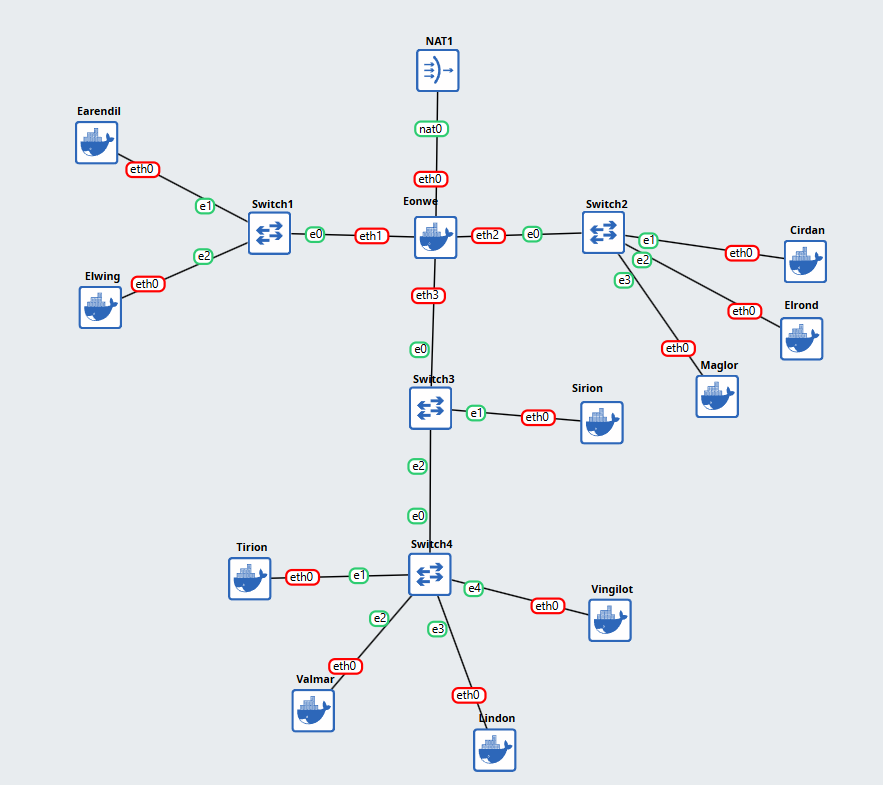 NAT1
nat0
Earendil
eth0
eth0
e1
Switch1
Eonwe
Switch2
e0
eth1
eth2
e0
e1
eth0
Cirdan
e2
e2
Elwing
eth0
e3
eth3
Elrond
eth0
e0
eth0
Maglor
Switch3
Sirion
e1
eth0
e2
e0
Switch4
Tirion
eth0
e1
e4
Vingilot
eth0
e2
e3
eth0
Valmar
eth0
Lindon